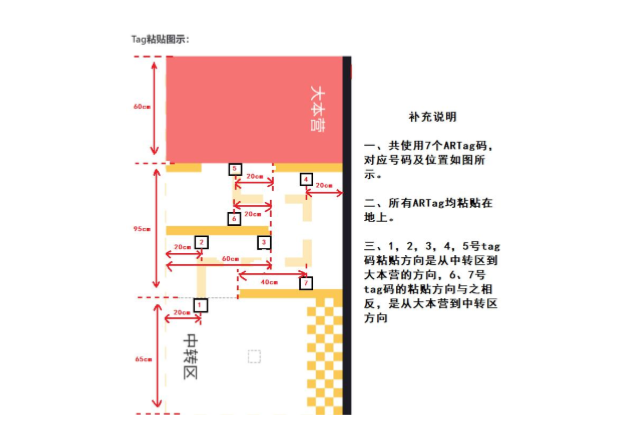 Tag粘贴图示：
大本营
60cm
5
20cm
4
20cm
20cm
6
95cm
2
3
20cm
60cm
40cm
7
1
20cm
中转区
65cm
补充说明
一、共使用7个ARTag码，
对应号码及位置如图所
示。
二、所有ARTag均粘贴在
地上。
三、1，2，3，4，5号tag
码粘贴方向是从中转区到
大本营的方向，6、7号
tag码的粘贴方向与之相
反，是从大本营到中转区
方向